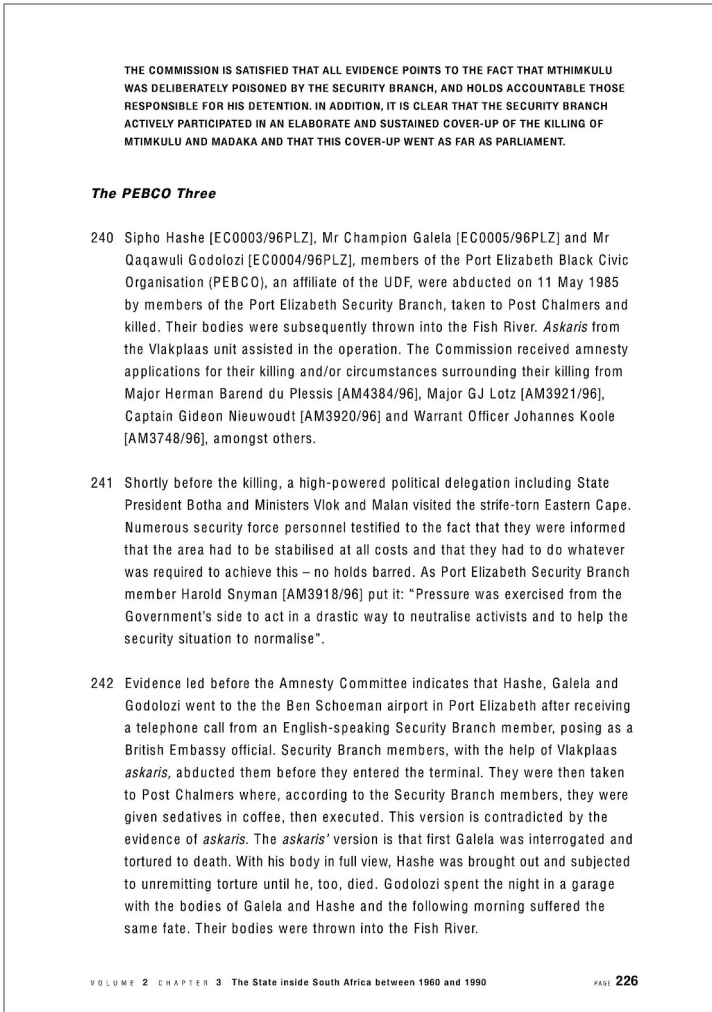 THE COMMISSION IS SATISFIED THAT ALL EVIDENCE POINTS TO THE FACT THAT MTHIMKULU
WAS DELIBERATELY POISONED BY THE SECURITY BRANCH, AND HOLDS ACCOUNTABLE THOSE
RESPONSIBLE FOR HIS DETENTION. IN ADDITION, IT IS CLEAR THAT THE SECURITY BRANCH
ACTIVELY PARTICIPATED IN AN ELABORATE AND SUSTAINED COVER-UP OF THE KILLING OF
MTIMKULU AND MADAKA AND THAT THIS COVER-UP WENT AS FAR AS PARLIAMENT.
The PEBCO Three
240 Sipho Hashe [EC0003/96PLZ], Mr Champion Galela [EC0005/96PLZ] and Mr
Qaqawuli Godolozi [EC0004/96PLZ], members of the Port Elizabeth Black Civic
Organisation (PEBCO), an affiliate of the UDF, were abducted on 11 May 1985
by members of the Port Elizabeth Security Branch, taken to Post Chalmers and
killed. Their bodies were subsequently thrown into the Fish River. Askaris from
the Vlakplaas unit assisted in the operation. The Commission received amnesty
applications for their killing and/or circumstances surrounding their killing from
Major Herman Barend du Plessis [AM4384/96], Major GJ Lotz [AM3921/96],
Captain Gideon Nieuwoudt [AM3920/96] and Warrant Officer Johannes Koole
[AM3748/96], amongst others.
241 Shortly before the killing, a high-powered political delegation including State
President Botha and Ministers Vlok and Malan visited the strife-torn Eastern Cape.
Numerous security force personnel testified to the fact that they were informed
that the area had to be stabilised at all costs and that they had to do whatever
was required to achieve this – no holds barred. As Port Elizabeth Security Branch
member Harold Snyman [AM3918/96] put it: “Pressure was exercised from the
Government’s side to act in a drastic way to neutralise activists and to help the
security situation to normalise”.
242 Evidence led before the Amnesty Committee indicates that Hashe, Galela and
Godolozi went to the the Ben Schoeman airport in Port Elizabeth after receiving
a telephone call from an English-speaking Security Branch member, posing as a
British Embassy official. Security Branch members, with the help of Vlakplaas
askaris, abducted them before they entered the terminal. They were then taken
to Post Chalmers where, according to the Security Branch members, they were
given sedatives in coffee, then executed. This version is contradicted by the
evidence of askaris. The askaris’ version is that first Galela was interrogated and
tortured to death. With his body in full view, Hashe was brought out and subjected
to unremitting torture until he, too, died. Godolozi spent the night in a garage
with the bodies of Galela and Hashe and the following morning suffered the
same fate. Their bodies were thrown into the Fish River.
VOLUME 2 CHAPTER 3 The State inside South Africa between 1960 and 1990 PAGE 226